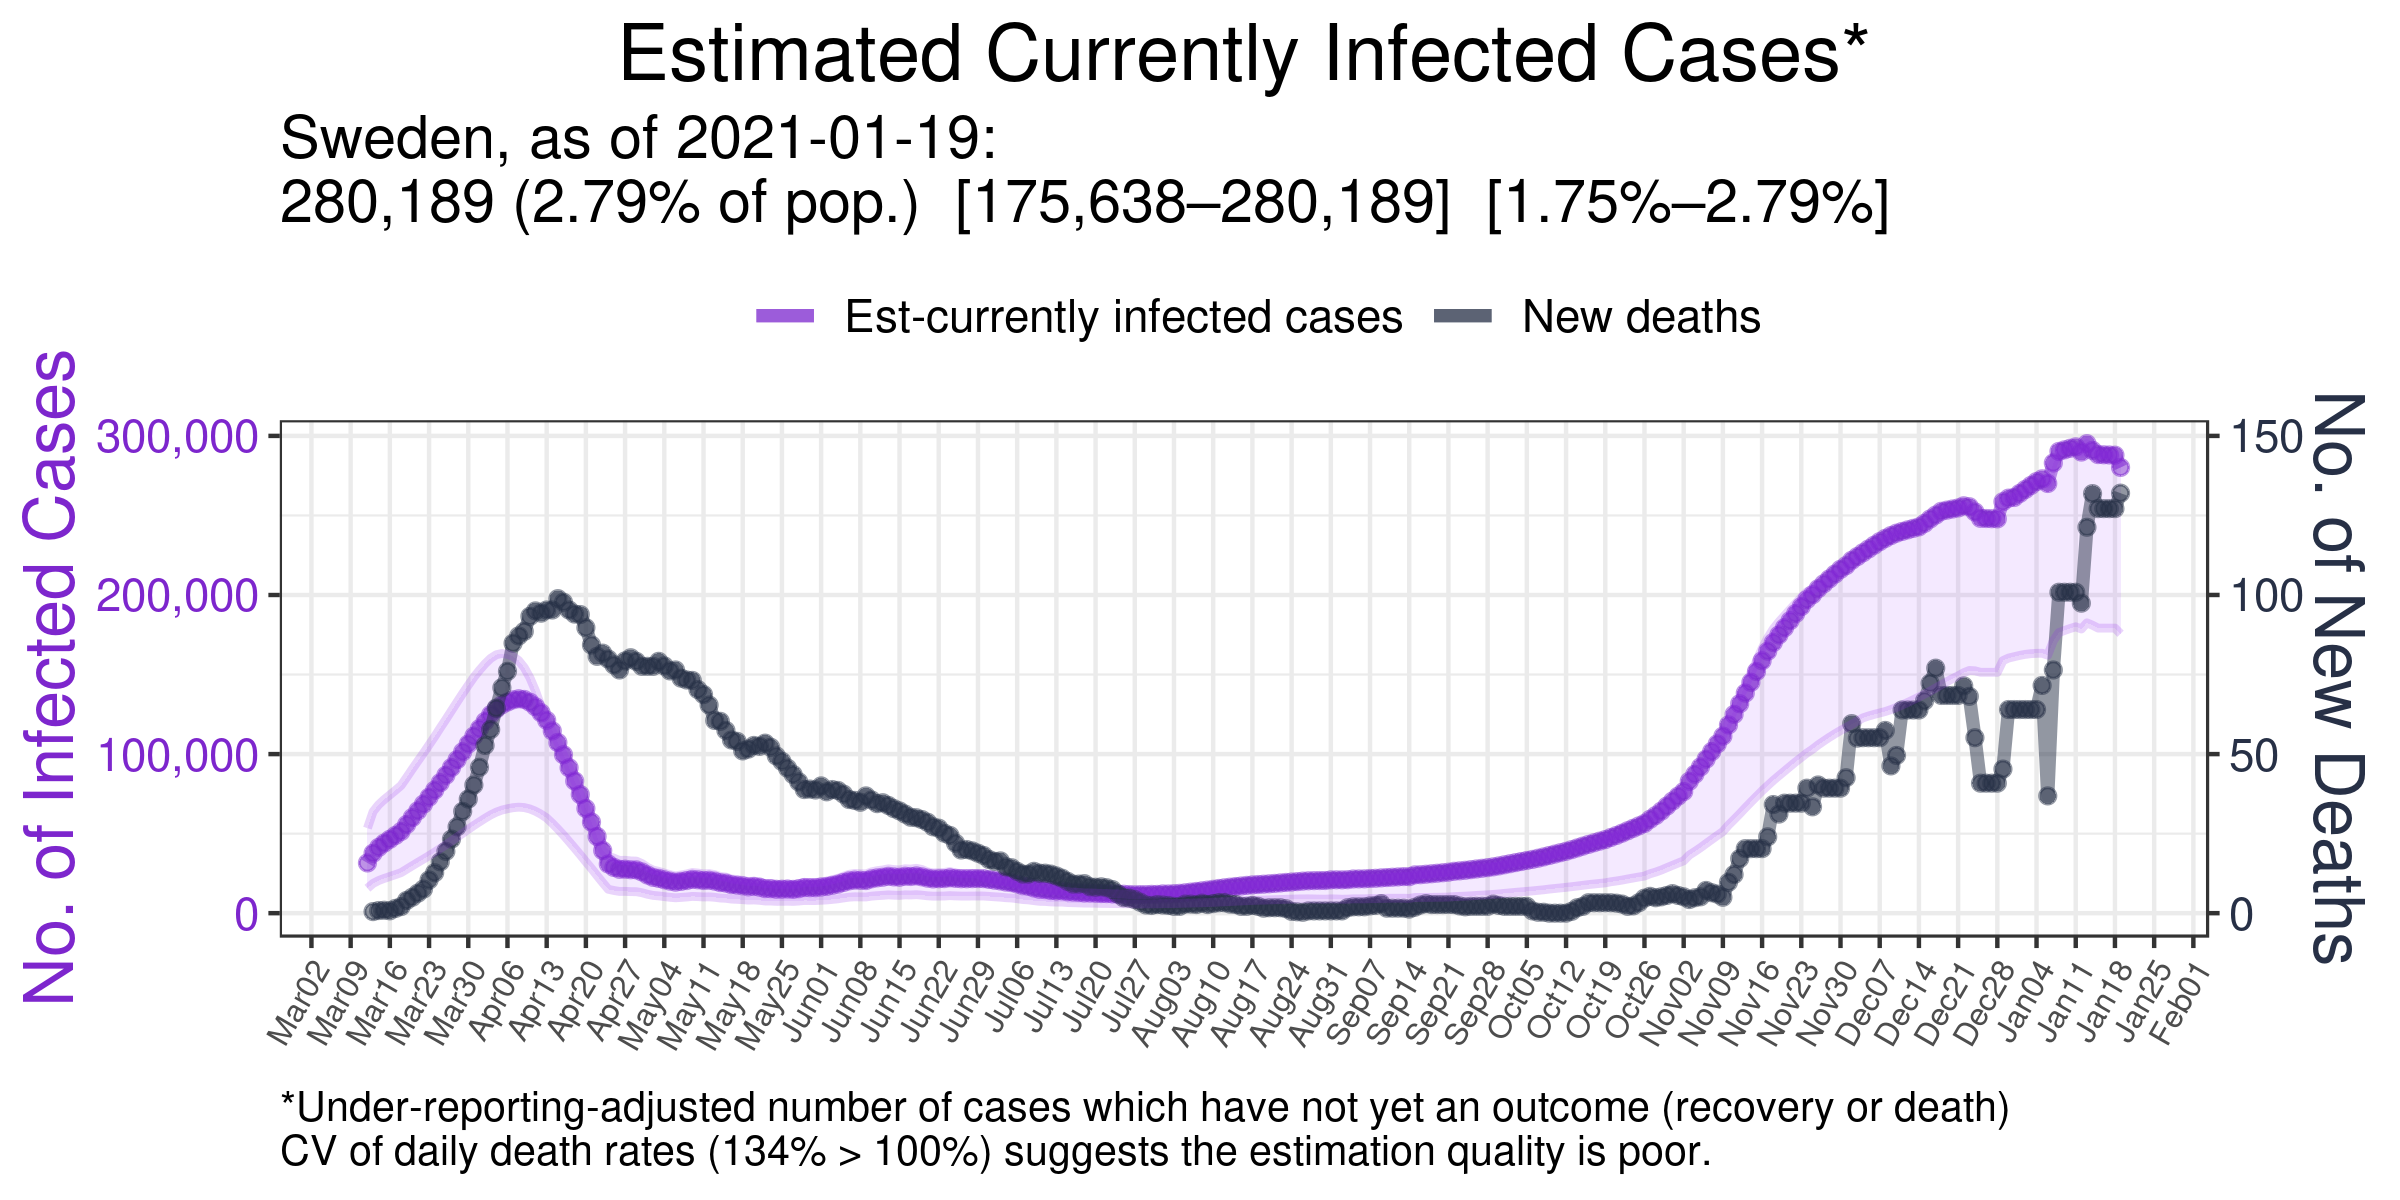 Estimated Currently Infected Cases*
Sweden, as of 2021-01-19:
280,189 (2.79% of pop.)  [175,638–280,189]  [1.75%–2.79%]
Est-currently infected cases
New deaths
No. of Infected Cases
300,000
200,000
100,000
0
150
100
50
0
No. of New Deaths
Mar02
Mar09
Mar16
Mar23
Mar30
Apr06
Apr13
Apr20
Apr27
May04
May11
May18
May25
Jun01
Jun08
Jun15
Jun22
Jun29
Jul06
Jul13
Jul20
Jul27
Aug03
Aug10
Aug17
Aug24
Aug31
Sep07
Sep14
Sep21
Sep28
Oct05
Oct12
Oct19
Oct26
Nov02
Nov09
Nov16
Nov23
Nov30
Dec07
Dec14
Dec21
Dec28
Jan04
Jan11
Jan18
Jan25
Feb01
*Under-reporting-adjusted number of cases which have not yet an outcome (recovery or death)
CV of daily death rates (134% > 100%) suggests the estimation quality is poor.